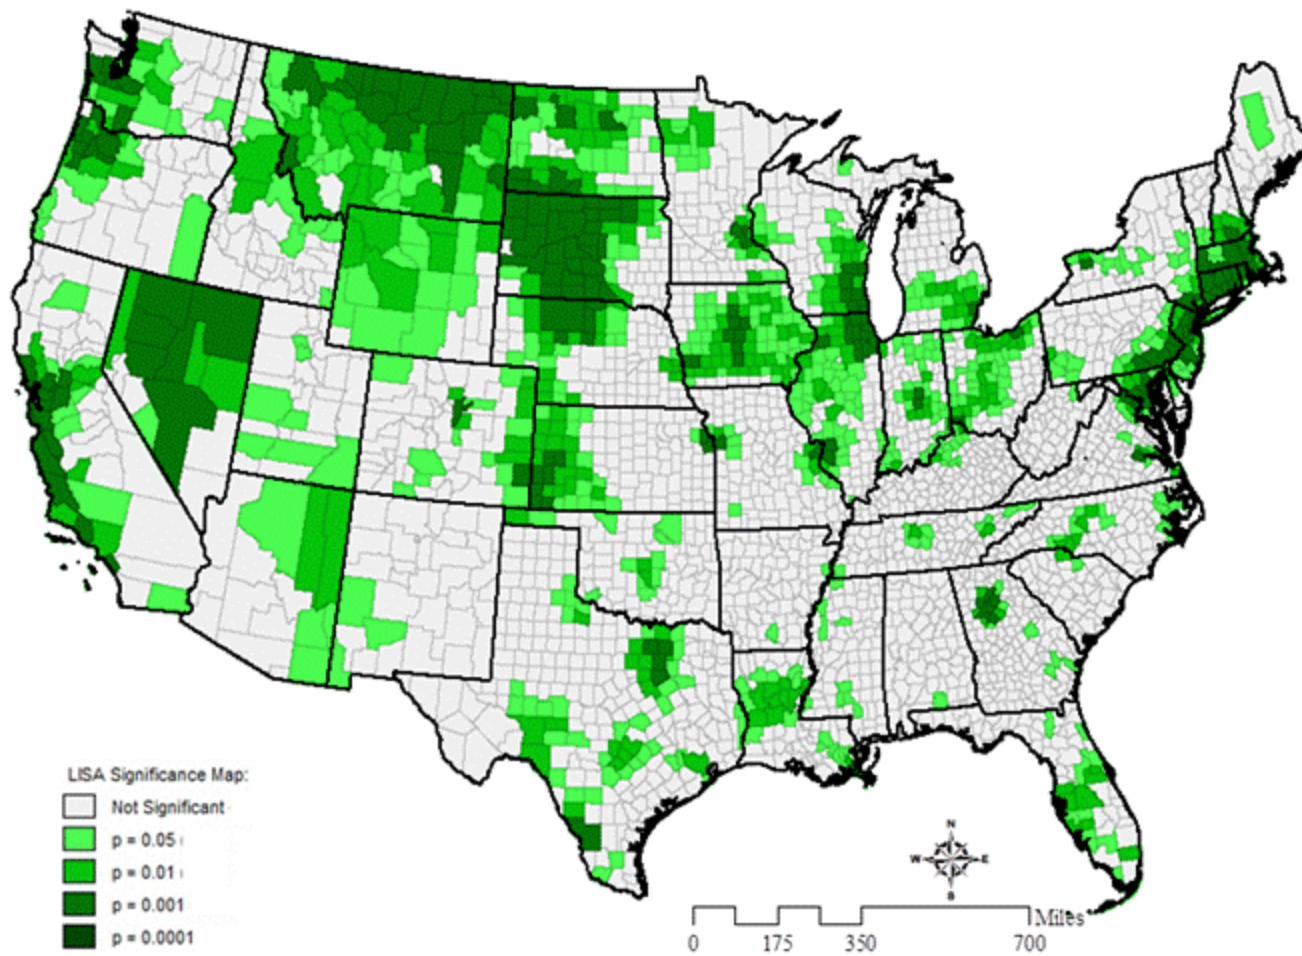 LISA Significance Map:
Not Significant
p = 0.05
p = 0.01
p = 0.001
p = 0.0001
N
W E
S
Miles
0 175 350 700